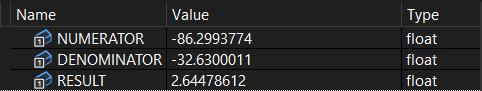 Name Value Type
NUMERATOR -86.2993774 float
DENOMINATOR -32.6300011 float
RESULT 2.64478612 float